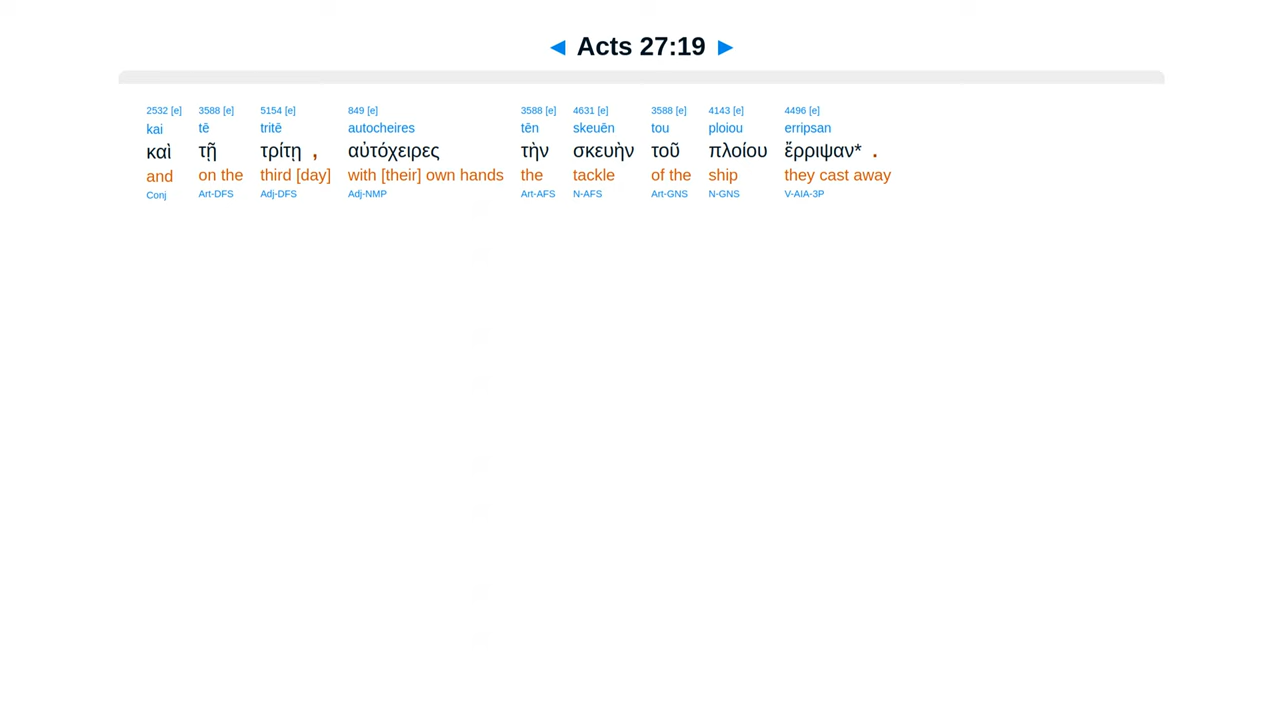 ◄ Acts 27:19 ►
2532 [e] 3588 [e] 5154 [e] 849 [e] 3588 [e] 4631 [e] 3588 [e] 4143 [e] 4496 [e]
kai tē tritē autocheires tēn skeuēn tou ploiou erripsan
καὶ τῇ τρίτῃ , αὐτόχειρες τὴν σκευὴν τοῦ πλοίου ἔρριψαν* .
and on the third [day] with [their] own hands the tackle of the ship they cast away
Conj Art-DFS Adj-DFS Adj-NMP Art-AFS N-AFS Art-GNS N-GNS V-AIA-3P